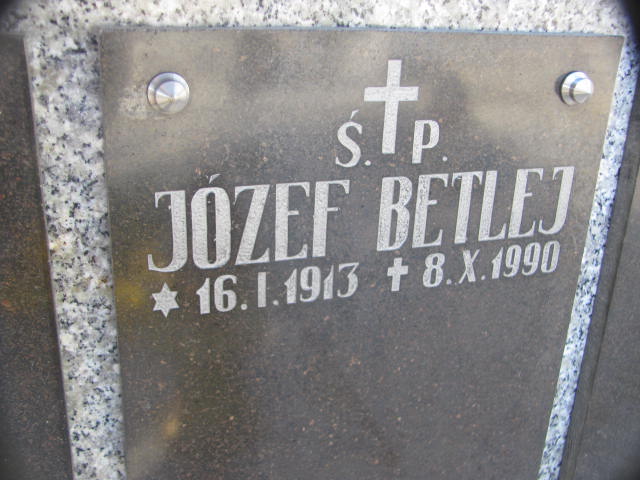 Ś. P.
JÓZEF BETLEJ
✶ 16.I.1913 ✝ 8.X.1990